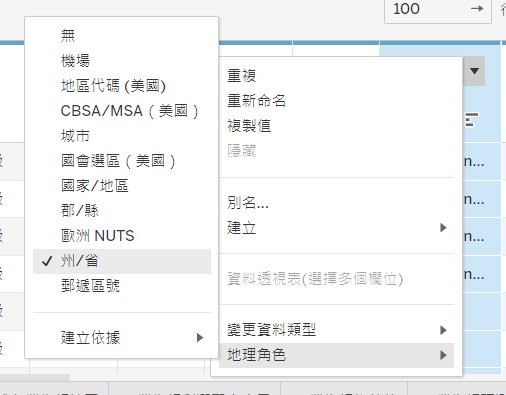 100 →
無
機場
地區代碼 (美國)
CBSA/MSA ( 美國 )
城市
國會選區 ( 美國 )
國家/地區
郡/縣
歐洲 NUTS
州/省
郵遞區號
建立依據
重複
重新命名
複製值
隱藏
別名...
建立
資料透視表(選擇多個欄位)
變更資料類型
地理角色
n...
n...
n...
n...